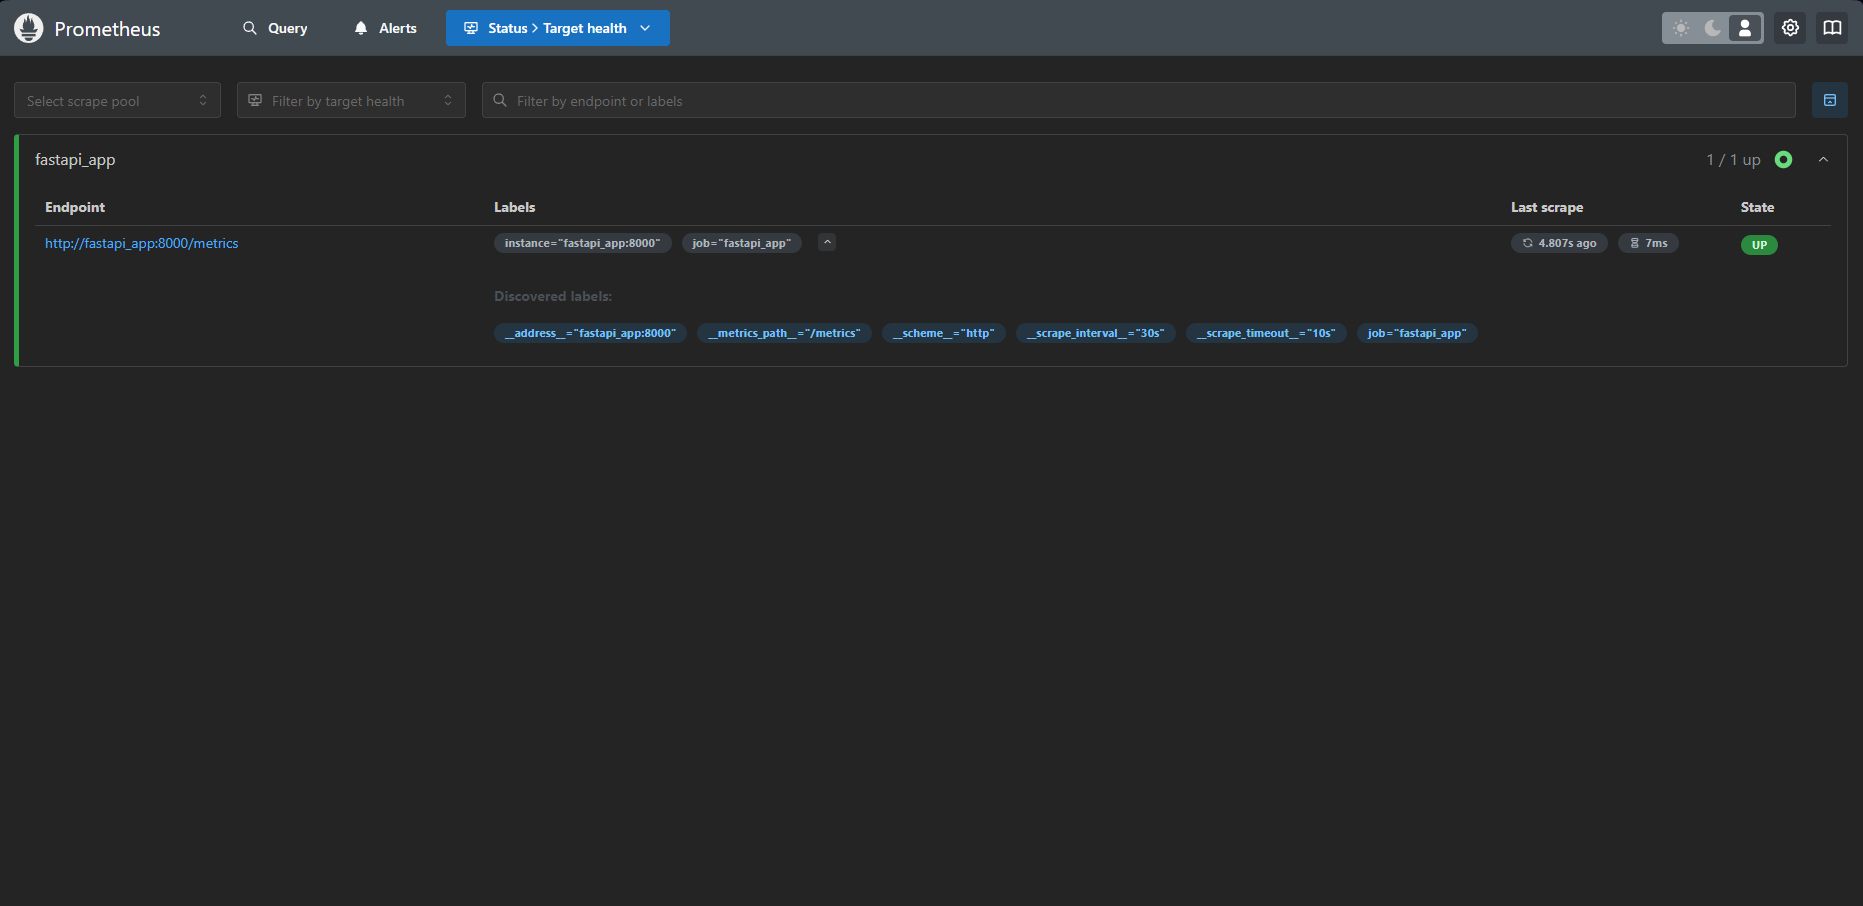 Prometheus Query Alerts Status > Target health
Select scrape pool Filter by target health Filter by endpoint or labels
fastapi_app 1 / 1 up
Endpoint Labels Last scrape State
http://fastapi_app:8000/metrics instance="fastapi_app:8000" job="fastapi_app" 4.807s ago 7ms UP
Discovered labels:
__address__="fastapi_app:8000" __metrics_path__="/metrics" __scheme__="http" __scrape_interval__="30s" __scrape_timeout__="10s" job="fastapi_app"